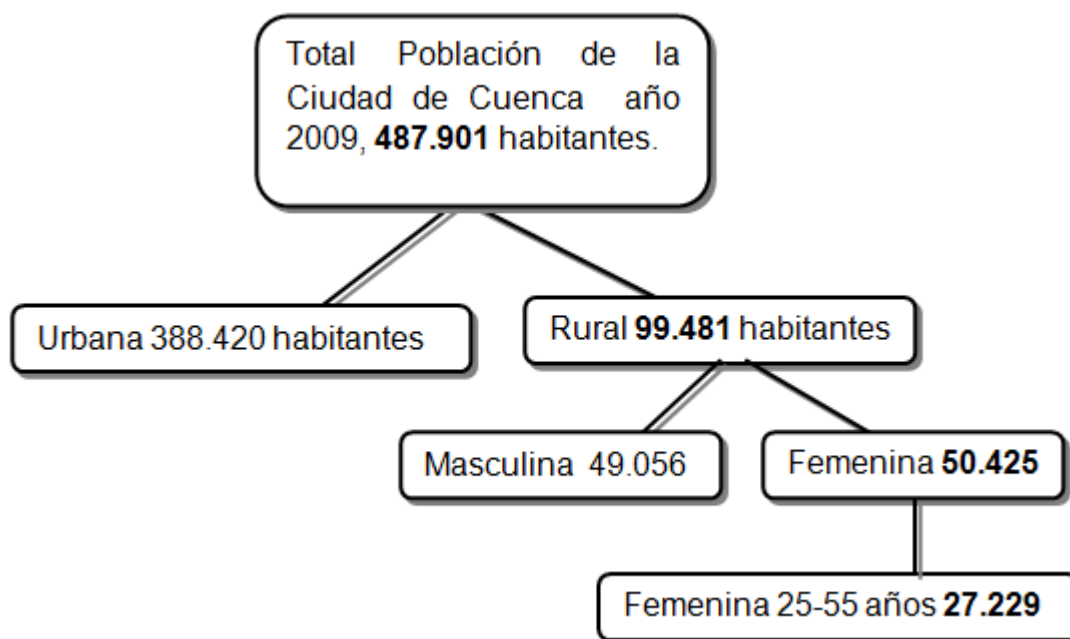 Total Población de la
Ciudad de Cuenca año
2009, 487.901 habitantes.
Urbana 388.420 habitantes
Rural 99.481 habitantes
Masculina 49.056
Femenina 50.425
Femenina 25-55 años 27.229